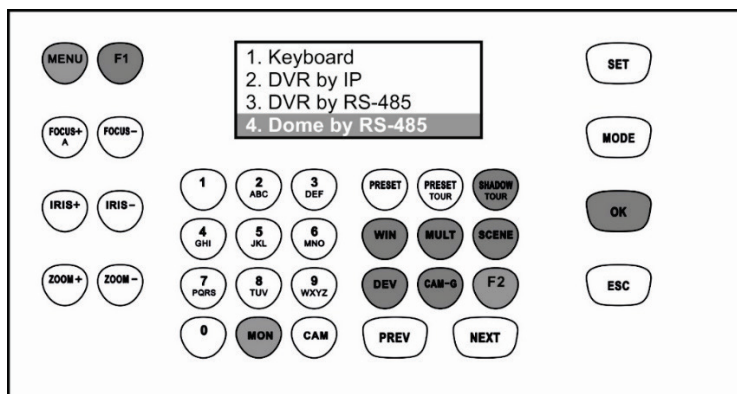 MENU
F1
1. Keyboard
2. DVR by IP
3. DVR by RS-485
4. Dome by RS-485
SET
FOCUS+
A
FOCUS−
MODE
1
2
ABC
3
DEF
PRESET
PRESET
TOUR
SHADOW
TOUR
IRIS+
IRIS−
OK
4
GHI
5
JKL
6
MNO
WIN
MULT
SCENE
ZOOM+
ZOOM−
7
PQRS
8
TUV
9
WXYZ
DEV
CAM-G
F2
ESC
0
MON
CAM
PREV
NEXT